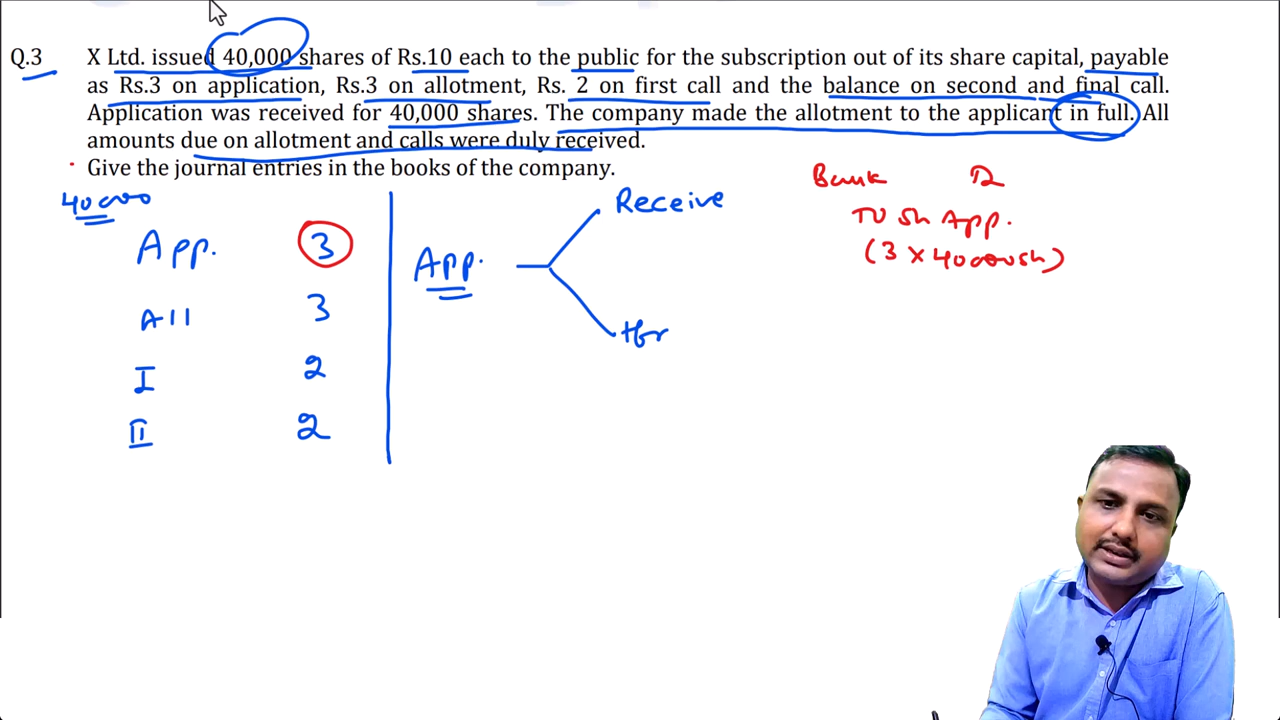 Q.3 X Ltd. issued 40,000 shares of Rs.10 each to the public for the subscription out of its share capital, payable
as Rs.3 on application, Rs.3 on allotment, Rs. 2 on first call and the balance on second and final call.
Application was received for 40,000 shares. The company made the allotment to the applicant in full. All
amounts due on allotment and calls were duly received.
Give the journal entries in the books of the company.
40000
App. 3
All 3
I 2
II 2
App.
Receive
tfr
Bank Dr
To Sh App.
(3 x 40000sh)